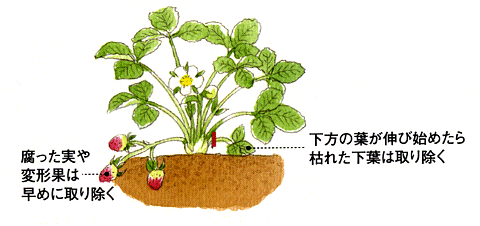 腐った実や
変形果は
早めに取り除く
下方の葉が伸び始めたら
枯れた下葉は取り除く